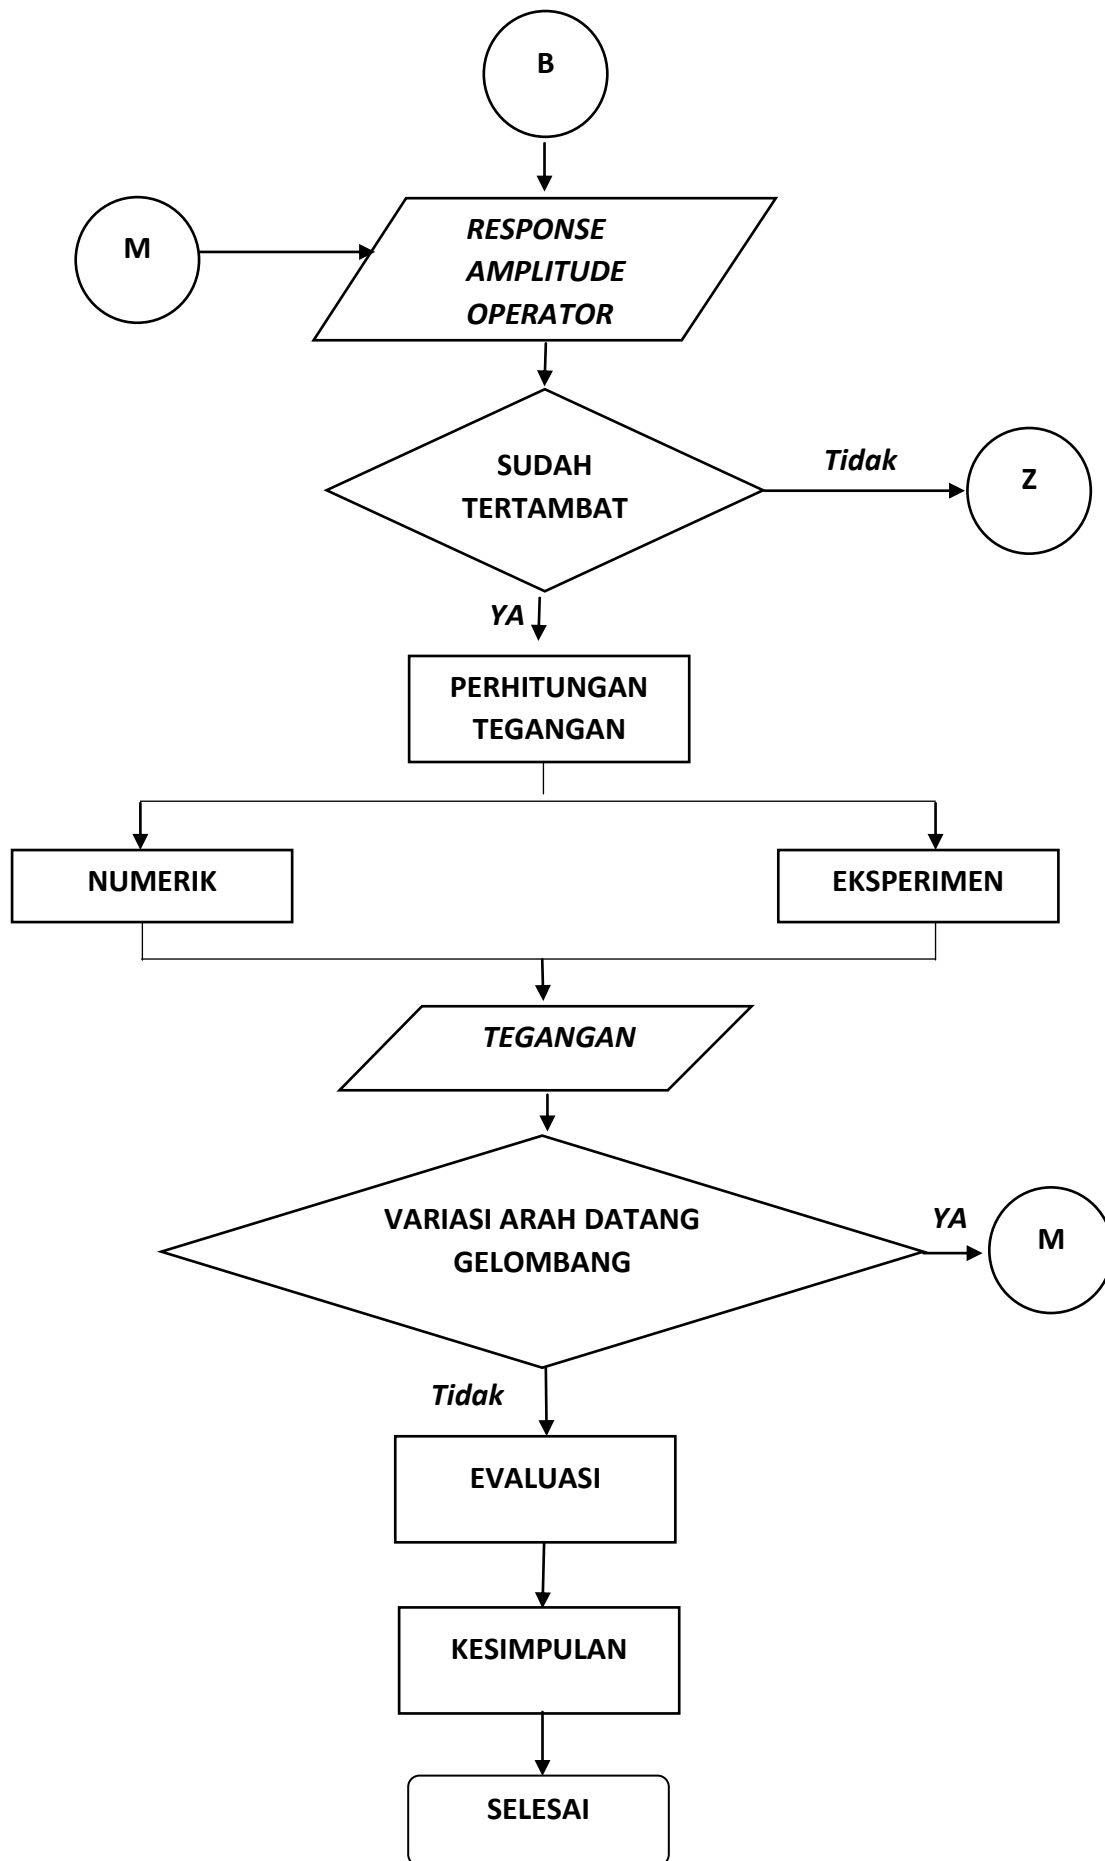 B
M
RESPONSE
AMPLITUDE
OPERATOR
SUDAH
TERTAMBAT
Tidak
Z
YA
PERHITUNGAN
TEGANGAN
NUMERIK
EKSPERIMEN
TEGANGAN
VARIASI ARAH DATANG
GELOMBANG
YA
M
Tidak
EVALUASI
KESIMPULAN
SELESAI